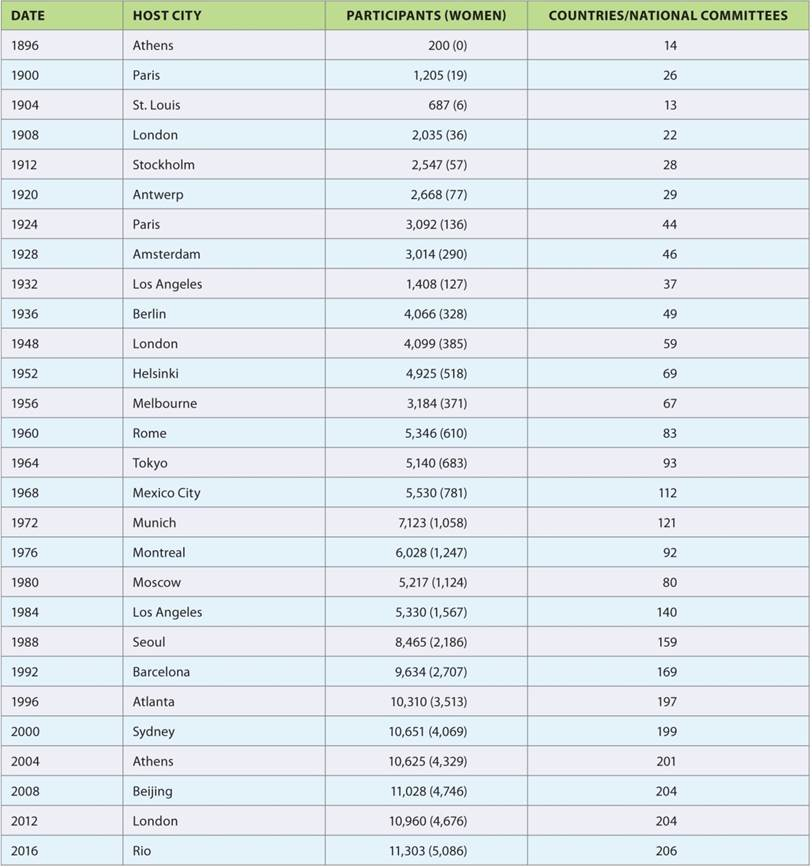 DATE HOST CITY PARTICIPANTS (WOMEN) COUNTRIES/NATIONAL COMMITTEES
1896 Athens 200 (0) 14
1900 Paris 1,205 (19) 26
1904 St. Louis 687 (6) 13
1908 London 2,035 (36) 22
1912 Stockholm 2,547 (57) 28
1920 Antwerp 2,668 (77) 29
1924 Paris 3,092 (136) 44
1928 Amsterdam 3,014 (290) 46
1932 Los Angeles 1,408 (127) 37
1936 Berlin 4,066 (328) 49
1948 London 4,099 (385) 59
1952 Helsinki 4,925 (518) 69
1956 Melbourne 3,184 (371) 67
1960 Rome 5,346 (610) 83
1964 Tokyo 5,140 (683) 93
1968 Mexico City 5,530 (781) 112
1972 Munich 7,123 (1,058) 121
1976 Montreal 6,028 (1,247) 92
1980 Moscow 5,217 (1,124) 80
1984 Los Angeles 5,330 (1,567) 140
1988 Seoul 8,465 (2,186) 159
1992 Barcelona 9,634 (2,707) 169
1996 Atlanta 10,310 (3,513) 197
2000 Sydney 10,651 (4,069) 199
2004 Athens 10,625 (4,329) 201
2008 Beijing 11,028 (4,746) 204
2012 London 10,960 (4,676) 204
2016 Rio 11,303 (5,086) 206